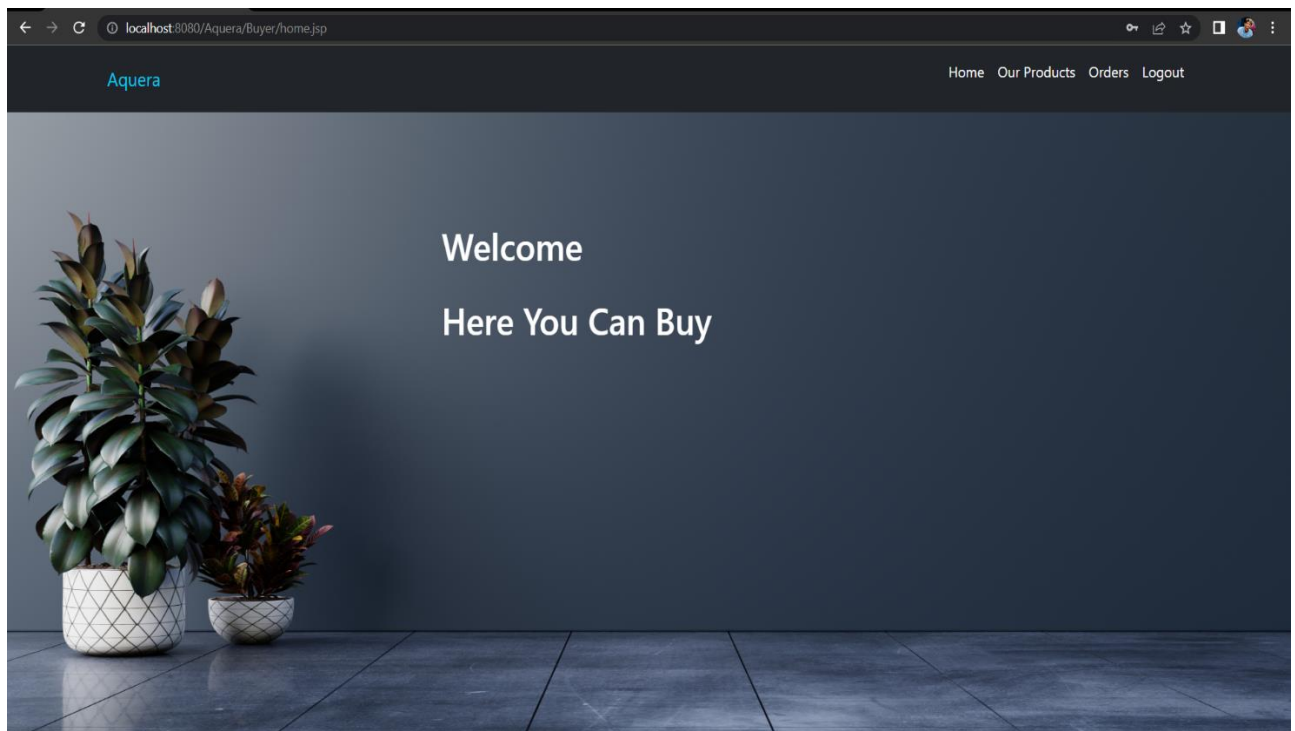 localhost:8080/Aquera/Buyer/home.jsp
Aquera
Home Our Products Orders Logout
Welcome
Here You Can Buy